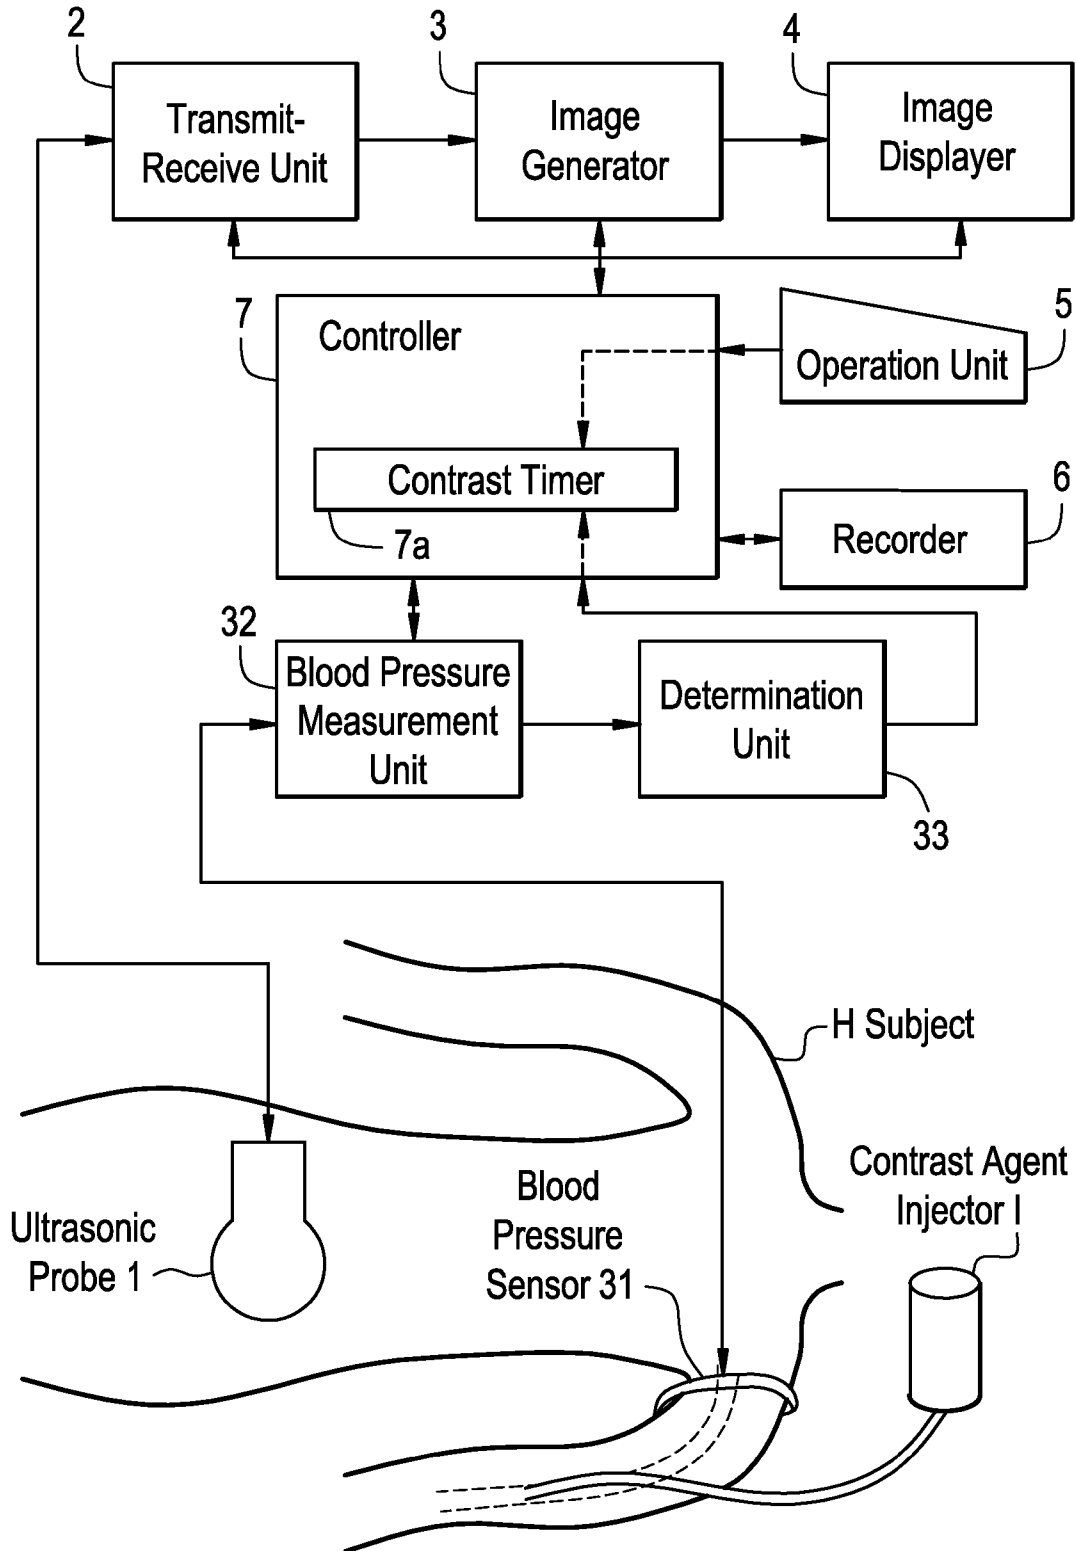 2
3
4
Transmit-
Receive Unit
Image
Generator
Image
Displayer
7
Controller
5
Operation Unit
Contrast Timer
7a
6
Recorder
32
Blood Pressure
Measurement
Unit
Determination
Unit
33
H Subject
Ultrasonic
Probe 1
Blood
Pressure
Sensor 31
Contrast Agent
Injector I